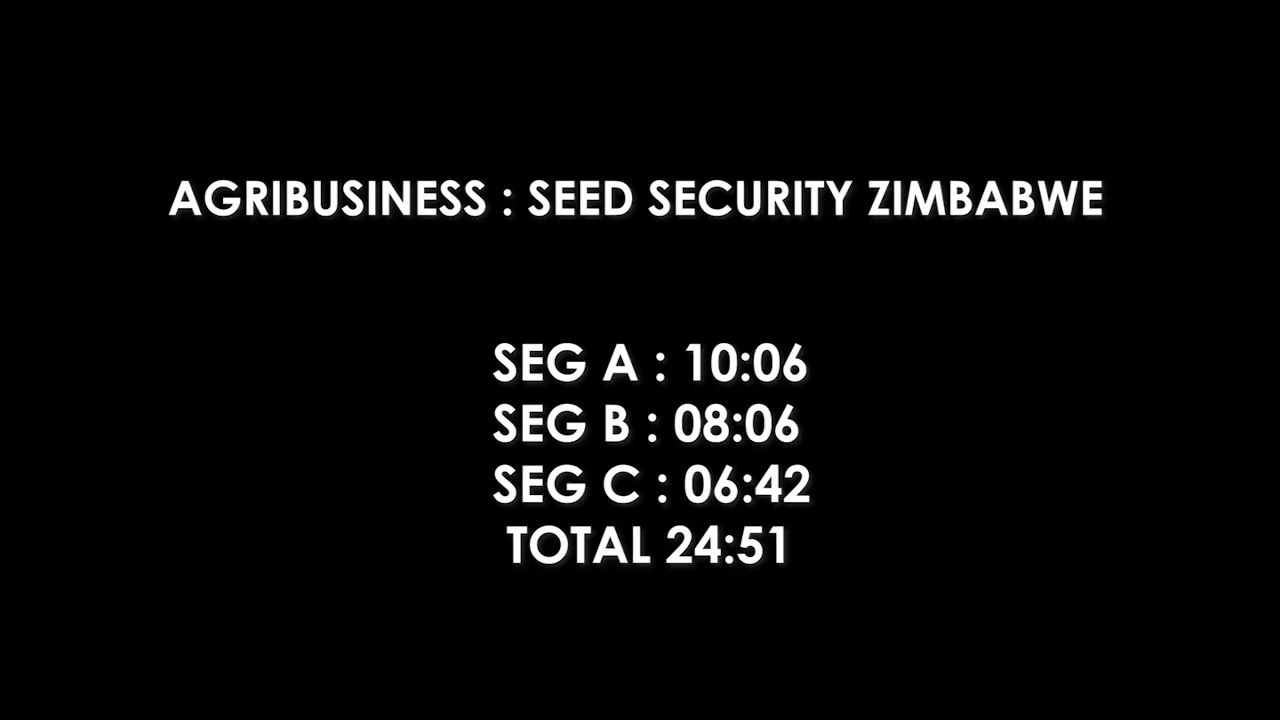 AGRIBUSINESS : SEED SECURITY ZIMBABWE
SEG A : 10:06
SEG B : 08:06
SEG C : 06:42
TOTAL 24:51